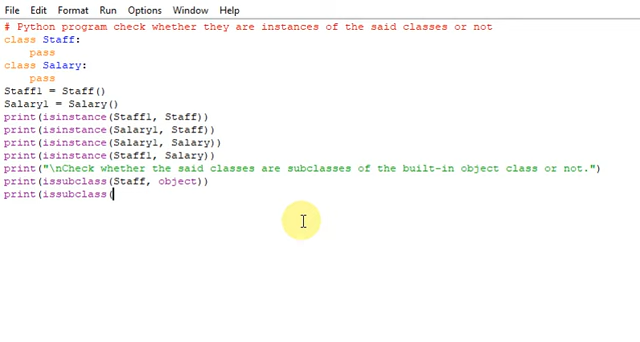 File Edit Format Run Options Window Help
# Python program check whether they are instances of the said classes or not
class Staff:
    pass
class Salary:
    pass
Staff1 = Staff()
Salary1 = Salary()
print(isinstance(Staff1, Staff))
print(isinstance(Salary1, Staff))
print(isinstance(Salary1, Salary))
print(isinstance(Staff1, Salary))
print("\nCheck whether the said classes are subclasses of the built-in object class or not.")
print(issubclass(Staff, object))
print(issubclass(